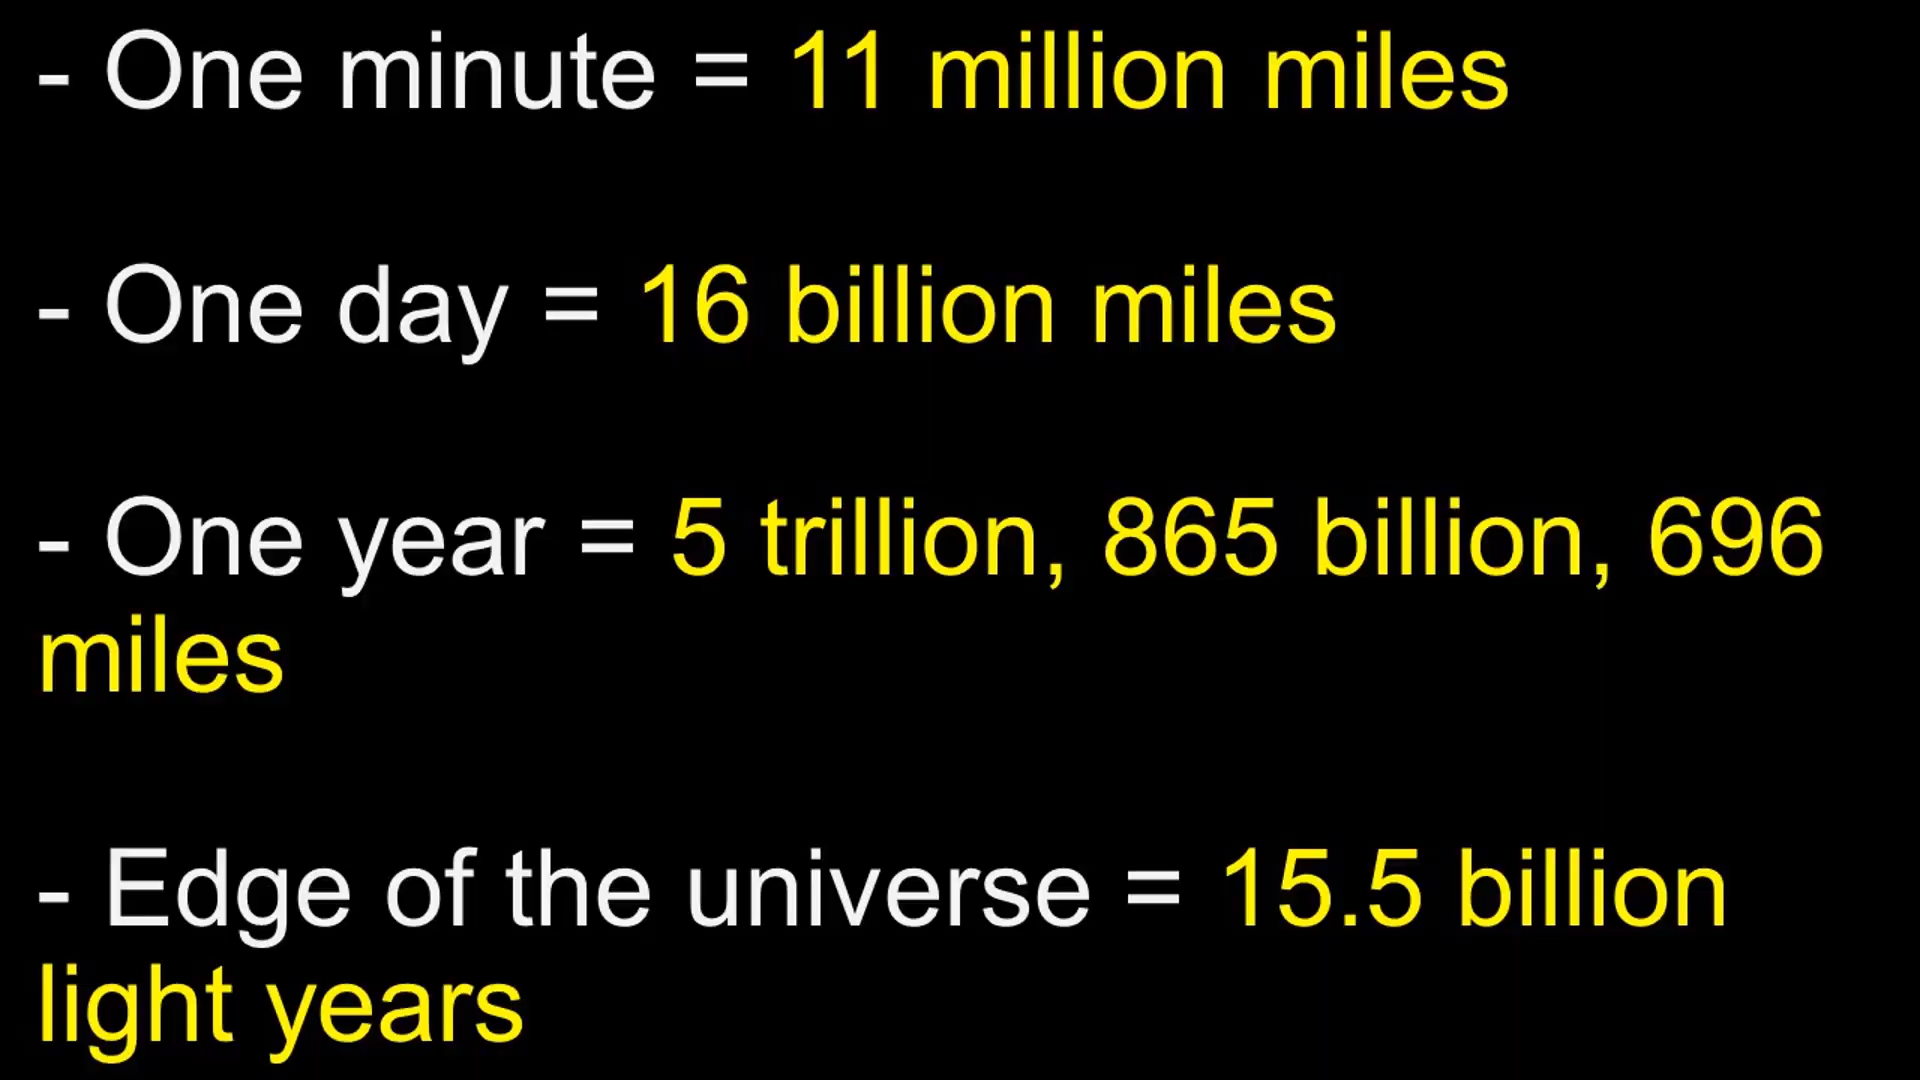 - One minute = 11 million miles
- One day = 16 billion miles
- One year = 5 trillion, 865 billion, 696
miles
- Edge of the universe = 15.5 billion
light years